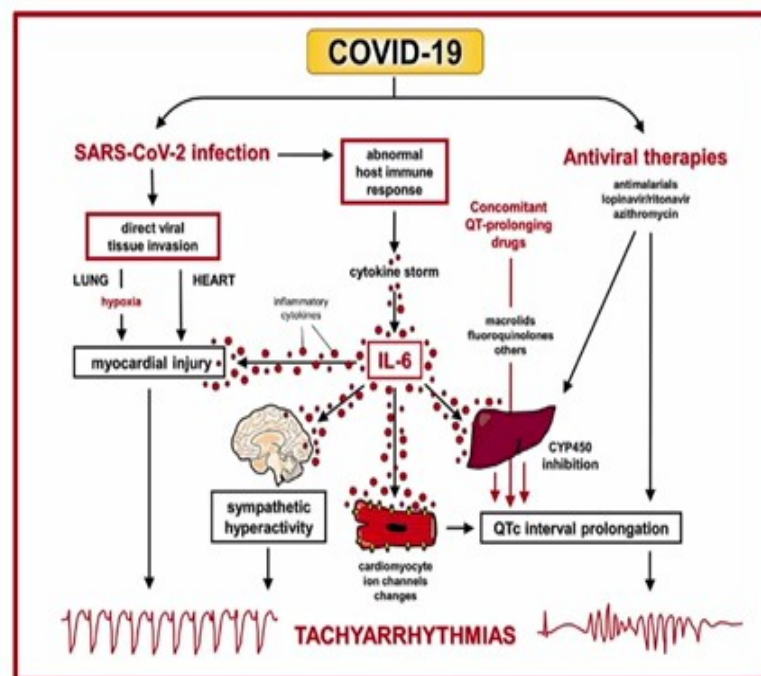 COVID-19
SARS-CoV-2 infection
abnormal
host immune
response
Antiviral therapies
antimalarials
lopinavir/ritonavir
azithromycin
direct viral
tissue invasion
Concomitant
QT-prolonging
drugs
LUNG
HEART
hypoxia
cytokine storm
inflammatory
cytokines
macrolids
fluoroquinolones
others
myocardial injury
IL-6
CYP450
inhibition
sympathetic
hyperactivity
QTc interval prolongation
cardiomyocyte
ion channels
changes
TACHYARRHYTHMIAS